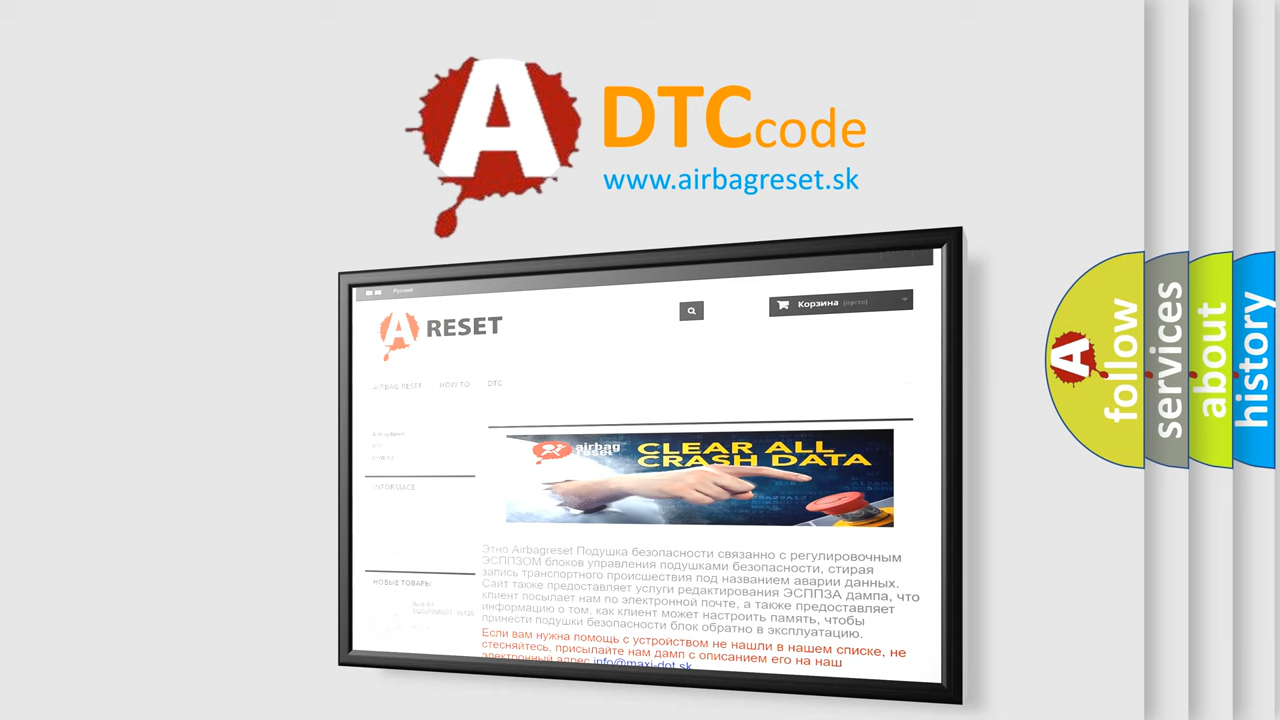 A DTCcode
www.airbagreset.sk
Русский
A RESET
Корзина (пусто)
AIRBAG RESET HOW TO DTC
Airbag Reset
INFORMACE
airbag
reset
CLEAR ALL
CRASH DATA
НОВЫЕ ТОВАРЫ
Этно Airbagreset Подушка безопасности связанно с регулировочным
ЭСППЗОМ блоков управления подушками безопасности, стирая
запись транспортного происшествия под названием аварии данных.
Сайт также предоставляет услуги редактирования ЭСППЗА дампа, что
клиент посылает нам по электронной почте, а также предоставляет
информацию о том, как клиент может настроить память, чтобы
принести подушки безопасности блок обратно в эксплуатацию.
Если вам нужна помощь с устройством не нашли в нашем списке, не
стесняйтесь, присылайте нам дамп с описанием его на наш
электронный адрес info@maxi-dot.sk
A follow
services
about
history